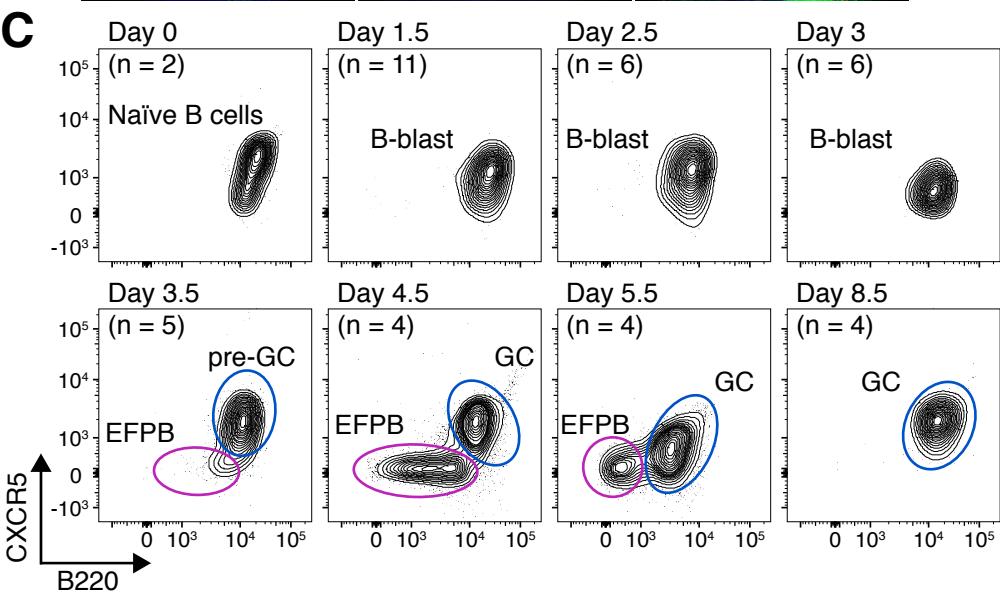 C
Day 0
(n = 2)
Naïve B cells
Day 1.5
(n = 11)
B-blast
Day 2.5
(n = 6)
B-blast
Day 3
(n = 6)
B-blast
10⁵
10⁴
10³
0
-10³
Day 3.5
(n = 5)
pre-GC
EFPB
Day 4.5
(n = 4)
GC
EFPB
Day 5.5
(n = 4)
GC
EFPB
Day 8.5
(n = 4)
GC
10⁵
10⁴
10³
0
-10³
0 10³ 10⁴ 10⁵
0 10³ 10⁴ 10⁵
0 10³ 10⁴ 10⁵
0 10³ 10⁴ 10⁵
CXCR5
B220